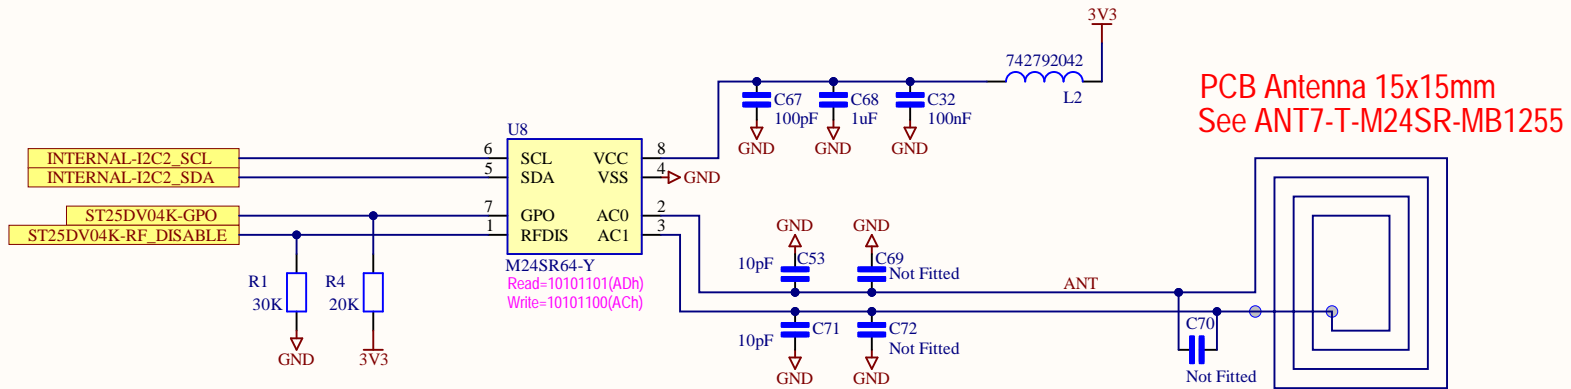 3V3
742792042
L2
PCB Antenna 15x15mm
See ANT7-T-M24SR-MB1255
C67
100pF
C68
1uF
C32
100nF
GND
GND
GND
U8
INTERNAL-I2C2_SCL
6
SCL
VCC
8
INTERNAL-I2C2_SDA
5
SDA
VSS
4
GND
ST25DV04K-GPO
7
GPO
AC0
2
ST25DV04K-RF_DISABLE
1
RFDIS
AC1
3
GND
GND
M24SR64-Y
10pF
C53
C69
Not Fitted
Read=10101101(ADh)
Write=10101100(ACh)
R1
30K
R4
20K
ANT
10pF
C71
C72
Not Fitted
C70
Not Fitted
GND
3V3
GND
GND